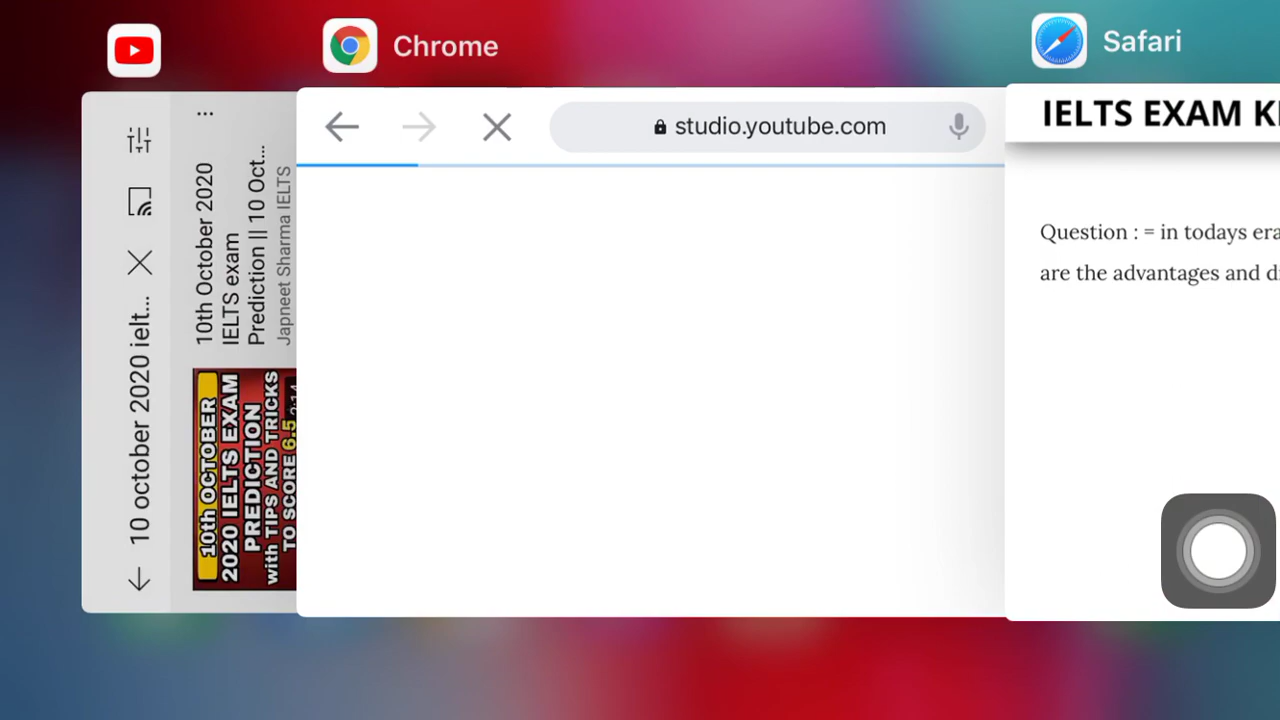 Chrome
Safari
10 october 2020 ielt...
10th October 2020
IELTS exam
Prediction || 10 Oct...
Japneet Sharma IELTS
10th OCTOBER
2020 IELTS EXAM
PREDICTION
with TIPS AND TRICKS
TO SCORE 6.5
studio.youtube.com
IELTS EXAM
Question : = in todays era
are the advantages and